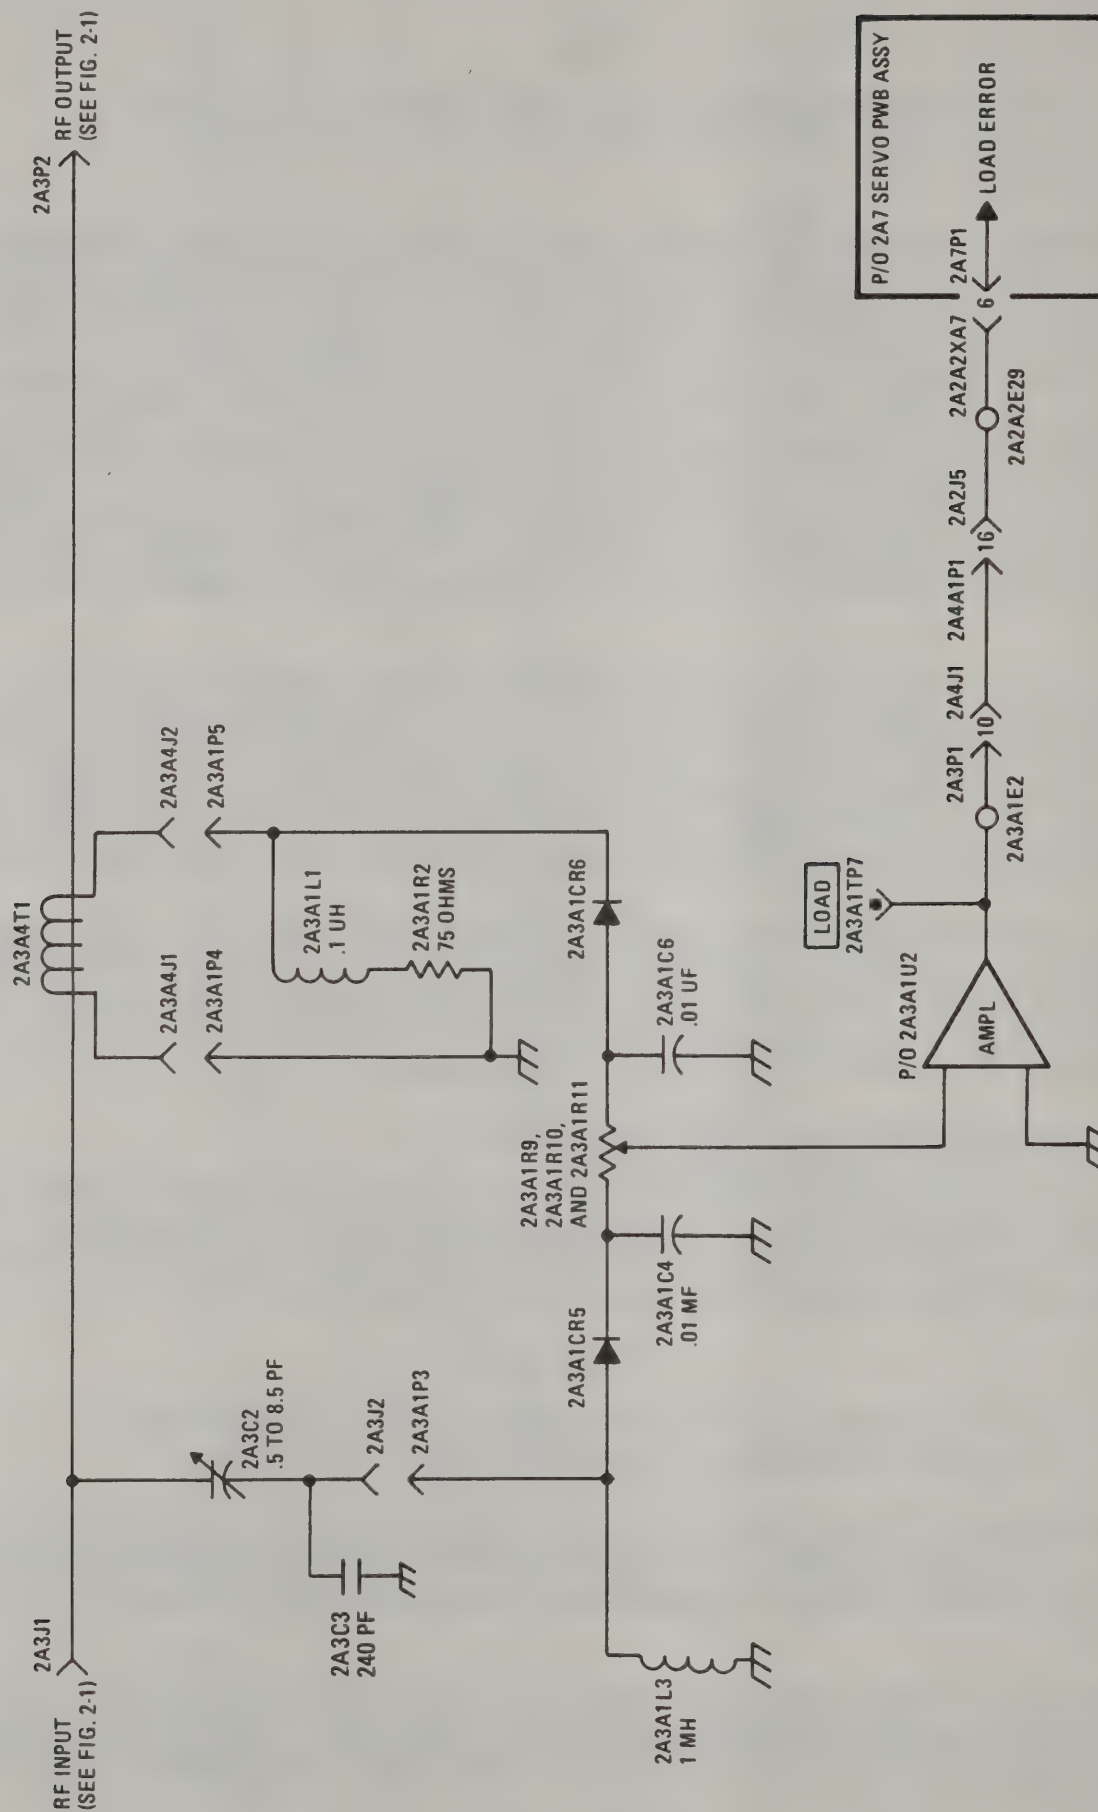 RF INPUT
(SEE FIG. 2-1)
2A3J1
2A3A4T1
2A3P2
RF OUTPUT
(SEE FIG. 2-1)
2A3C2
.5 TO 8.5 PF
2A3C3
240 PF
2A3J2
2A3A1P3
2A3A4J1
2A3A1P4
2A3A4J2
2A3A1P5
2A3A1L1
.1 UH
2A3A1R2
75 OHMS
2A3A1L3
1 MH
2A3A1CR5
2A3A1C4
.01 MF
2A3A1R9,
2A3A1R10,
AND 2A3A1R11
2A3A1C6
.01 UF
2A3A1CR6
P/O 2A3A1U2
AMPL
LOAD
2A3A1TP7
2A3A1E2
2A3P1
10
2A4J1
2A4A1P1
16
2A2J5
2A2A2E29
2A2A2XA7
6
2A7P1
LOAD ERROR
P/O 2A7 SERVO PWB ASSY